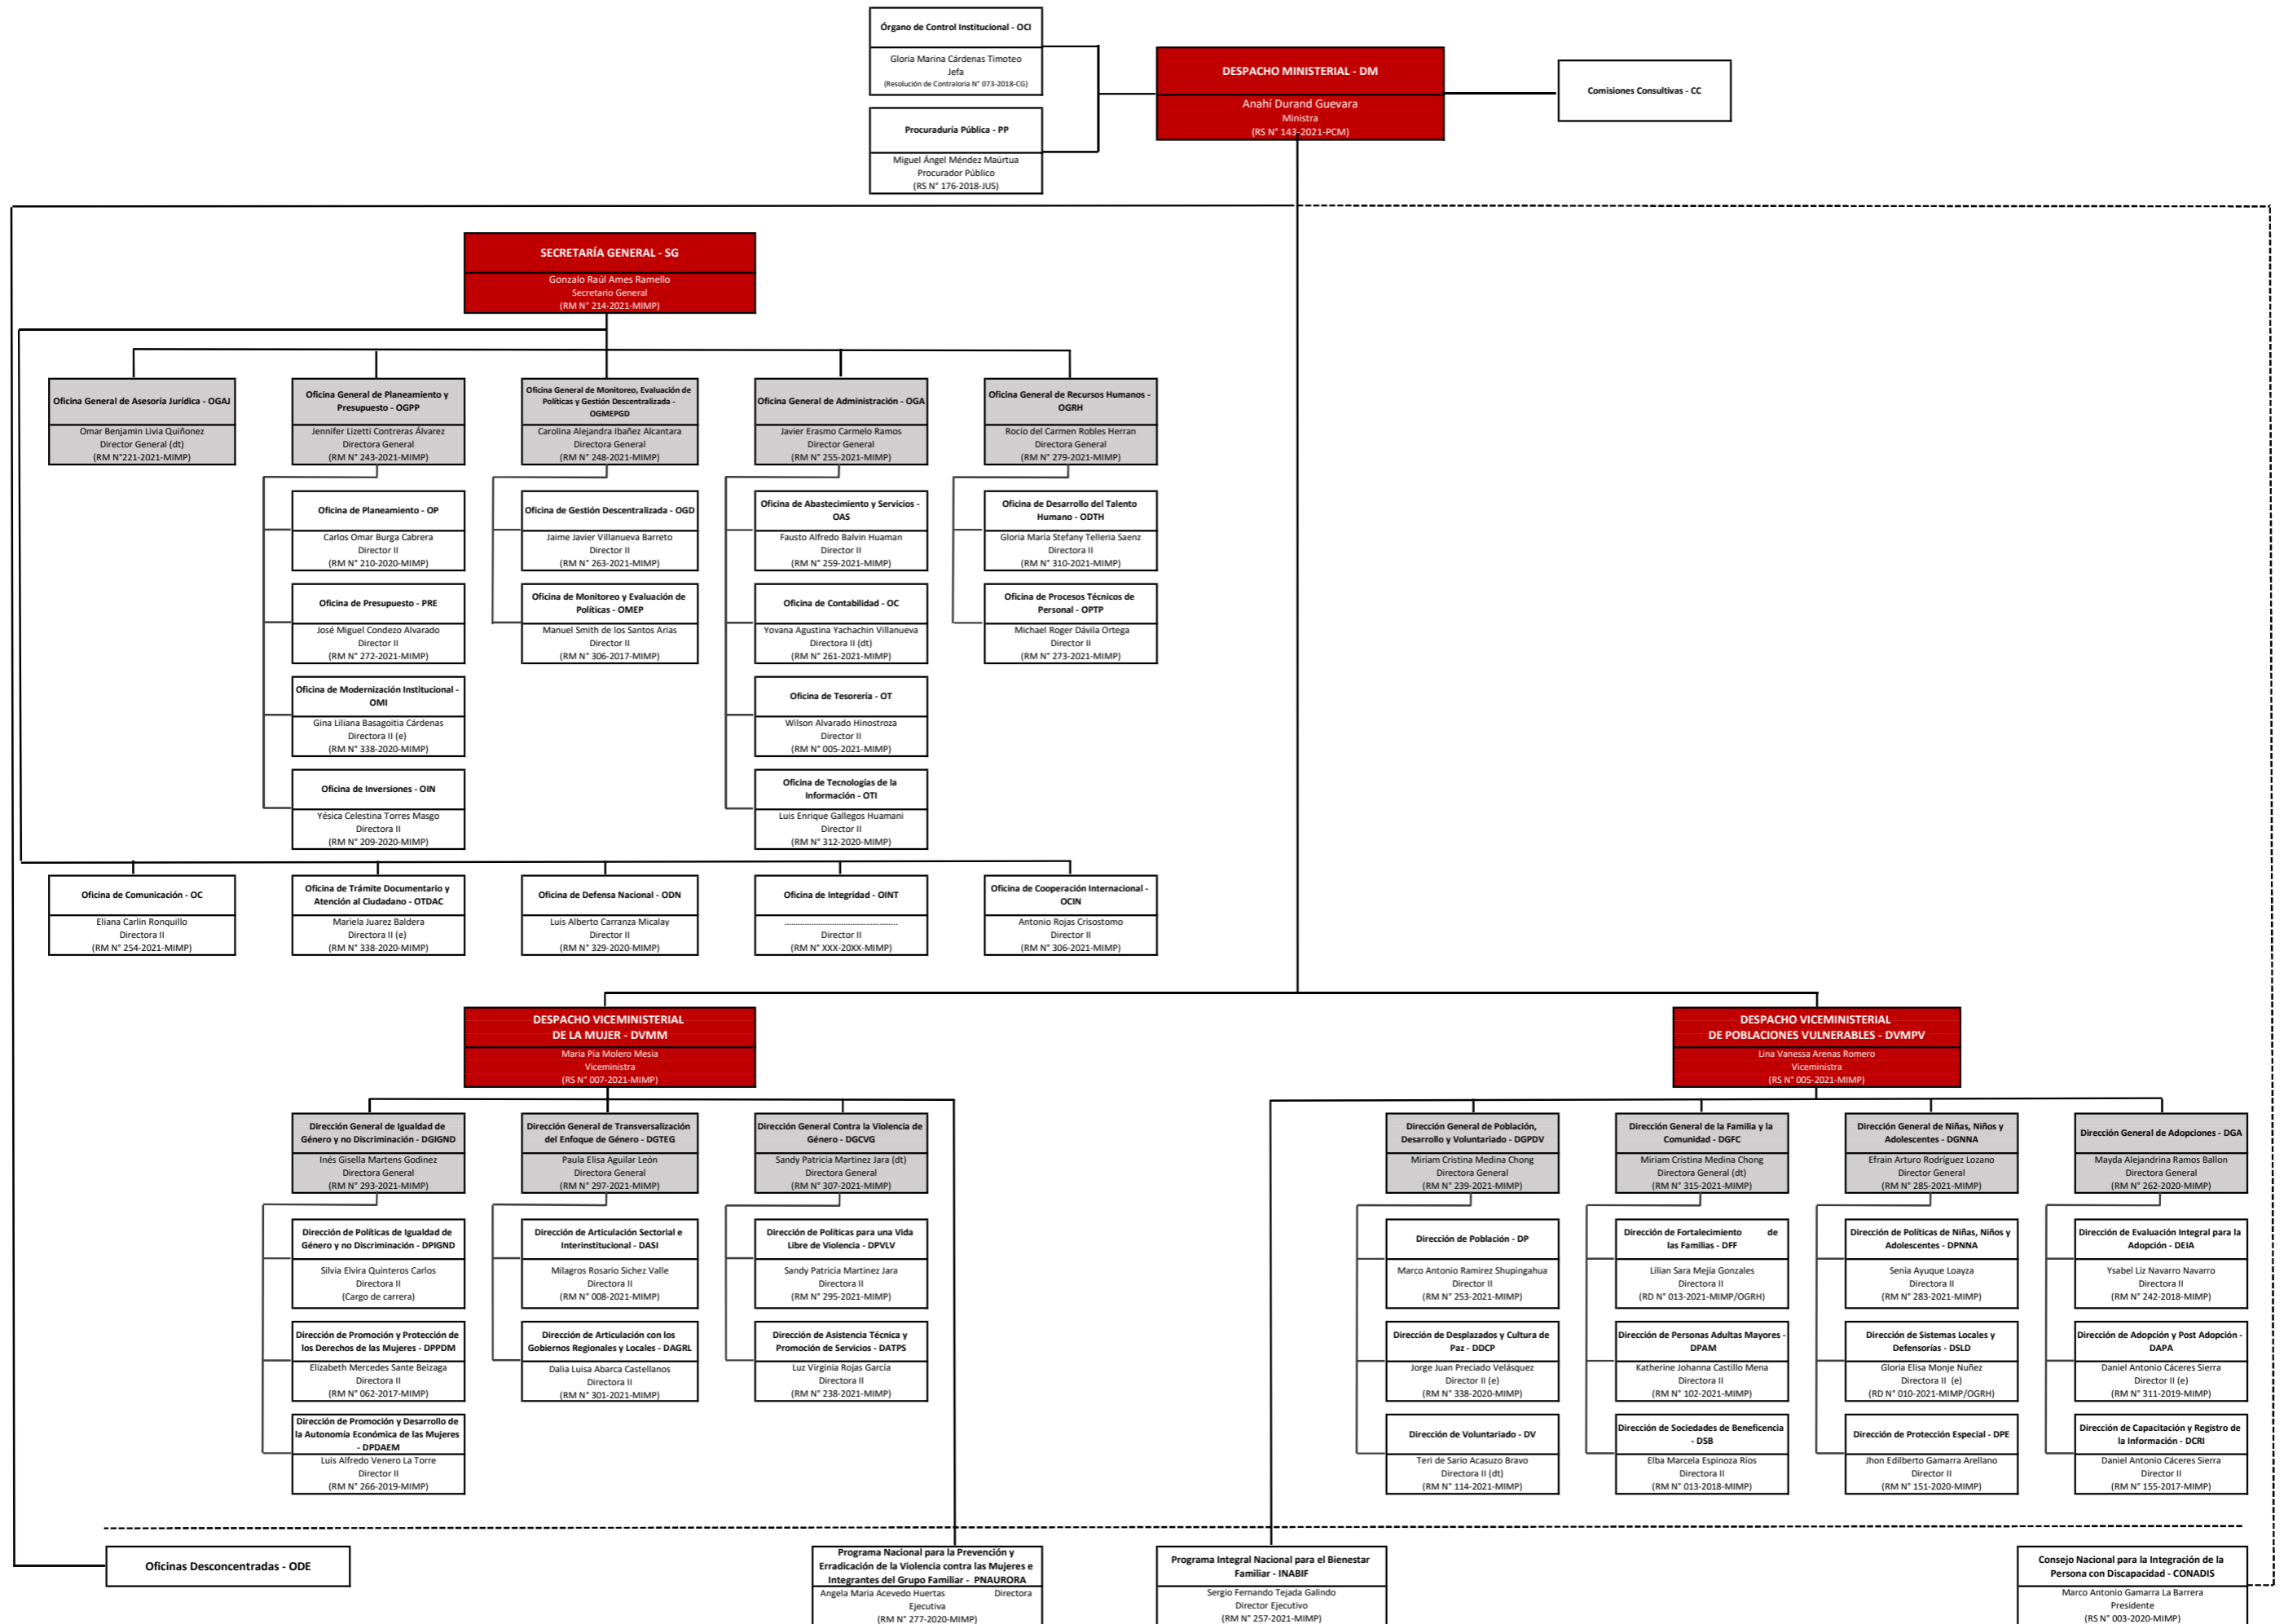 Órgano de Control Institucional - OCI
Gloria Marina Cárdenas Timoteo
Jefa
(Resolución de Contraloría N° 073-2018-CG)
Procuraduría Pública - PP
Miguel Ángel Méndez Maúrtua
Procurador Público
(RS N° 176-2018-JUS)
DESPACHO MINISTERIAL - DM
Anahí Durand Guevara
Ministra
(RS N° 143-2021-PCM)
Comisiones Consultivas - CC
SECRETARÍA GENERAL - SG
Gonzalo Raúl Ames Ramello
Secretario General
(RM N° 214-2021-MIMP)
Oficina General de Asesoría Jurídica - OGAJ
Omar Benjamin Livia Quiñonez
Director General (dt)
(RM N°221-2021-MIMP)
Oficina General de Planeamiento y
Presupuesto - OGPP
Jennifer Lizetti Contreras Álvarez
Directora General
(RM N° 243-2021-MIMP)
Oficina General de Monitoreo, Evaluación de
Políticas y Gestión Descentralizada -
OGMEPGD
Carolina Alejandra Ibañez Alcantara
Directora General
(RM N° 248-2021-MIMP)
Oficina General de Administración - OGA
Javier Erasmo Carmelo Ramos
Director General
(RM N° 255-2021-MIMP)
Oficina General de Recursos Humanos -
OGRH
Rocío del Carmen Robles Herran
Directora General
(RM N° 279-2021-MIMP)
Oficina de Planeamiento - OP
Carlos Omar Burga Cabrera
Director II
(RM N° 210-2020-MIMP)
Oficina de Gestión Descentralizada - OGD
Jaime Javier Villanueva Barreto
Director II
(RM N° 263-2021-MIMP)
Oficina de Abastecimiento y Servicios -
OAS
Fausto Alfredo Balvin Huaman
Director II
(RM N° 259-2021-MIMP)
Oficina de Desarrollo del Talento
Humano - ODTH
Gloria María Stefany Telleria Saenz
Directora II
(RM N° 310-2021-MIMP)
Oficina de Presupuesto - PRE
José Miguel Condezo Alvarado
Director II
(RM N° 272-2021-MIMP)
Oficina de Monitoreo y Evaluación de
Políticas - OMEP
Manuel Smith de los Santos Arias
Director II
(RM N° 306-2017-MIMP)
Oficina de Contabilidad - OC
Yovana Agustina Yachachin Villanueva
Directora II (dt)
(RM N° 261-2021-MIMP)
Oficina de Procesos Técnicos de
Personal - OPTP
Michael Roger Dávila Ortega
Director II
(RM N° 273-2021-MIMP)
Oficina de Modernización Institucional -
OMI
Gina Liliana Basagoitia Cárdenas
Directora II (e)
(RM N° 338-2020-MIMP)
Oficina de Tesorería - OT
Wilson Alvarado Hinostroza
Director II
(RM N° 005-2021-MIMP)
Oficina de Inversiones - OIN
Yésica Celestina Torres Masgo
Directora II
(RM N° 209-2020-MIMP)
Oficina de Tecnologías de la
Información - OTI
Luis Enrique Gallegos Huamani
Director II
(RM N° 312-2020-MIMP)
Oficina de Comunicación - OC
Eliana Carlín Ronquillo
Directora II
(RM N° 254-2021-MIMP)
Oficina de Trámite Documentario y
Atención al Ciudadano - OTDAC
Mariela Juarez Baldera
Directora II (e)
(RM N° 338-2020-MIMP)
Oficina de Defensa Nacional - ODN
Luis Alberto Carranza Micalay
Director II
(RM N° 329-2020-MIMP)
Oficina de Integridad - OINT
................................................
Director II
(RM N° XXX-20XX-MIMP)
Oficina de Cooperación Internacional -
OCIN
Antonio Rojas Crisostomo
Director II
(RM N° 306-2021-MIMP)
DESPACHO VICEMINISTERIAL
DE LA MUJER - DVMM
Maria Pia Molero Mesia
Viceministra
(RS N° 007-2021-MIMP)
DESPACHO VICEMINISTERIAL
DE POBLACIONES VULNERABLES - DVMPV
Lina Vanessa Arenas Romero
Viceministra
(RS N° 005-2021-MIMP)
Dirección General de Igualdad de
Género y no Discriminación - DGIGND
Inés Gisella Martens Godinez
Directora General
(RM N° 293-2021-MIMP)
Dirección General de Transversalización
del Enfoque de Género - DGTEG
Paula Elisa Aguilar León
Directora General
(RM N° 297-2021-MIMP)
Dirección General Contra la Violencia de
Género - DGCVG
Sandy Patricia Martinez Jara (dt)
Directora General
(RM N° 307-2021-MIMP)
Dirección General de Población,
Desarrollo y Voluntariado - DGPDV
Miriam Cristina Medina Chong
Directora General
(RM N° 239-2021-MIMP)
Dirección General de la Familia y la
Comunidad - DGFC
Miriam Cristina Medina Chong
Directora General (dt)
(RM N° 315-2021-MIMP)
Dirección General de Niñas, Niños y
Adolescentes - DGNNA
Efrain Arturo Rodríguez Lozano
Director General
(RM N° 285-2021-MIMP)
Dirección General de Adopciones - DGA
Mayda Alejandrina Ramos Ballon
Directora General
(RM N° 262-2020-MIMP)
Dirección de Políticas de Igualdad de
Género y no Discriminación - DPIGND
Silvia Elvira Quinteros Carlos
Directora II
(Cargo de carrera)
Dirección de Articulación Sectorial e
Interinstitucional - DASI
Milagros Rosario Sichez Valle
Directora II
(RM N° 008-2021-MIMP)
Dirección de Políticas para una Vida
Libre de Violencia - DPVLV
Sandy Patricia Martinez Jara
Directora II
(RM N° 295-2021-MIMP)
Dirección de Población - DP
Marco Antonio Ramirez Shupingahua
Director II
(RM N° 253-2021-MIMP)
Dirección de Fortalecimiento de
las Familias - DFF
Lilian Sara Mejía Gonzales
Directora II
(RD N° 013-2021-MIMP/OGRH)
Dirección de Políticas de Niñas, Niños y
Adolescentes - DPNNA
Senia Ayuque Loayza
Directora II
(RM N° 283-2021-MIMP)
Dirección de Evaluación Integral para la
Adopción - DEIA
Ysabel Liz Navarro Navarro
Directora II
(RM N° 242-2018-MIMP)
Dirección de Promoción y Protección de
los Derechos de las Mujeres - DPPDM
Elizabeth Mercedes Sante Beizaga
Directora II
(RM N° 062-2017-MIMP)
Dirección de Articulación con los
Gobiernos Regionales y Locales - DAGRL
Dalia Luisa Abarca Castellanos
Directora II
(RM N° 301-2021-MIMP)
Dirección de Asistencia Técnica y
Promoción de Servicios - DATPS
Luz Virginia Rojas García
Directora II
(RM N° 238-2021-MIMP)
Dirección de Desplazados y Cultura de
Paz - DDCP
Jorge Juan Preciado Velásquez
Director II (e)
(RM N° 338-2020-MIMP)
Dirección de Personas Adultas Mayores -
DPAM
Katherine Johanna Castillo Mena
Directora II
(RM N° 102-2021-MIMP)
Dirección de Sistemas Locales y
Defensorías - DSLD
Gloria Elisa Monje Nuñez
Directora II (e)
(RD N° 010-2021-MIMP/OGRH)
Dirección de Adopción y Post Adopción -
DAPA
Daniel Antonio Cáceres Sierra
Director II (e)
(RM N° 311-2019-MIMP)
Dirección de Promoción y Desarrollo de
la Autonomía Económica de las Mujeres
- DPDAEM
Luis Alfredo Venero La Torre
Director II
(RM N° 266-2019-MIMP)
Dirección de Voluntariado - DV
Teri de Sario Acasuzo Bravo
Directora II (dt)
(RM N° 114-2021-MIMP)
Dirección de Sociedades de Beneficencia
- DSB
Elba Marcela Espinoza Ríos
Directora II
(RM N° 013-2018-MIMP)
Dirección de Protección Especial - DPE
Jhon Edilberto Gamarra Arellano
Director II
(RM N° 151-2020-MIMP)
Dirección de Capacitación y Registro de
la Información - DCRI
Daniel Antonio Cáceres Sierra
Director II
(RM N° 155-2017-MIMP)
Oficinas Desconcentradas - ODE
Programa Nacional para la Prevención y
Erradicación de la Violencia contra las Mujeres e
Integrantes del Grupo Familiar - PNAURORA
Angela Maria Acevedo Huertas Directora
Ejecutiva
(RM N° 277-2020-MIMP)
Programa Integral Nacional para el Bienestar
Familiar - INABIF
Sergio Fernando Tejada Galindo
Director Ejecutivo
(RM N° 257-2021-MIMP)
Consejo Nacional para la Integración de la
Persona con Discapacidad - CONADIS
Marco Antonio Gamarra La Barrera
Presidente
(RS N° 003-2020-MIMP)